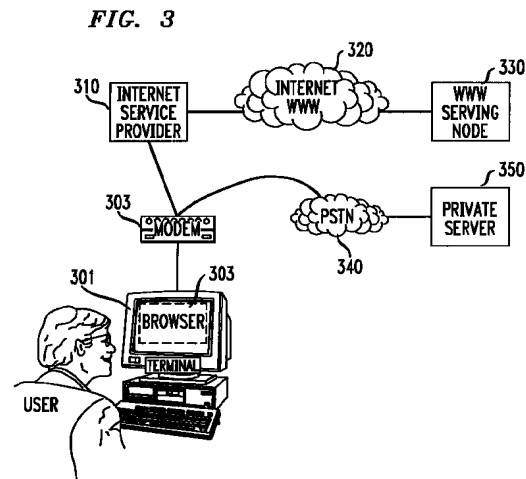 FIG. 3
320
330
310
INTERNET
SERVICE
PROVIDER
INTERNET
WWW
WWW
SERVING
NODE
350
303
MODEM
PSTN
PRIVATE
SERVER
340
301
303
BROWSER
TERMINAL
USER